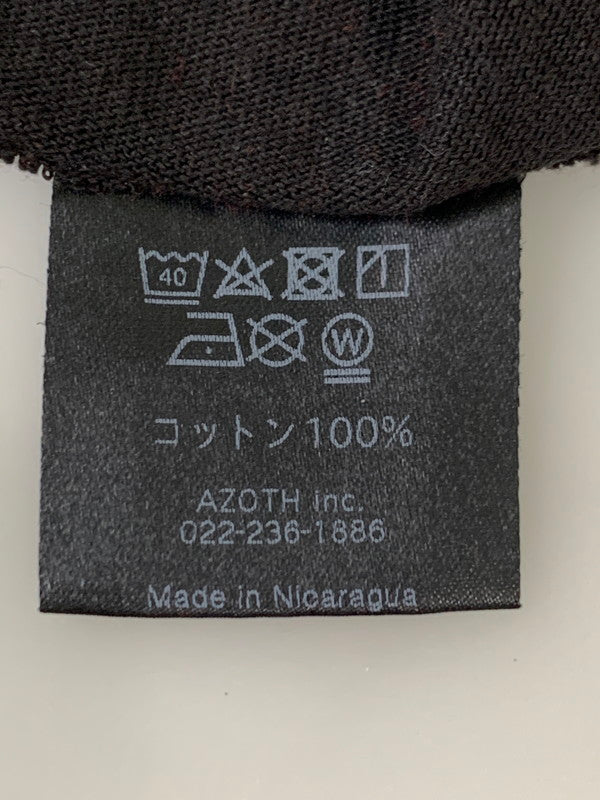 40
W
コットン100%
AZOTH inc.
022-236-1886
Made in Nicaragua